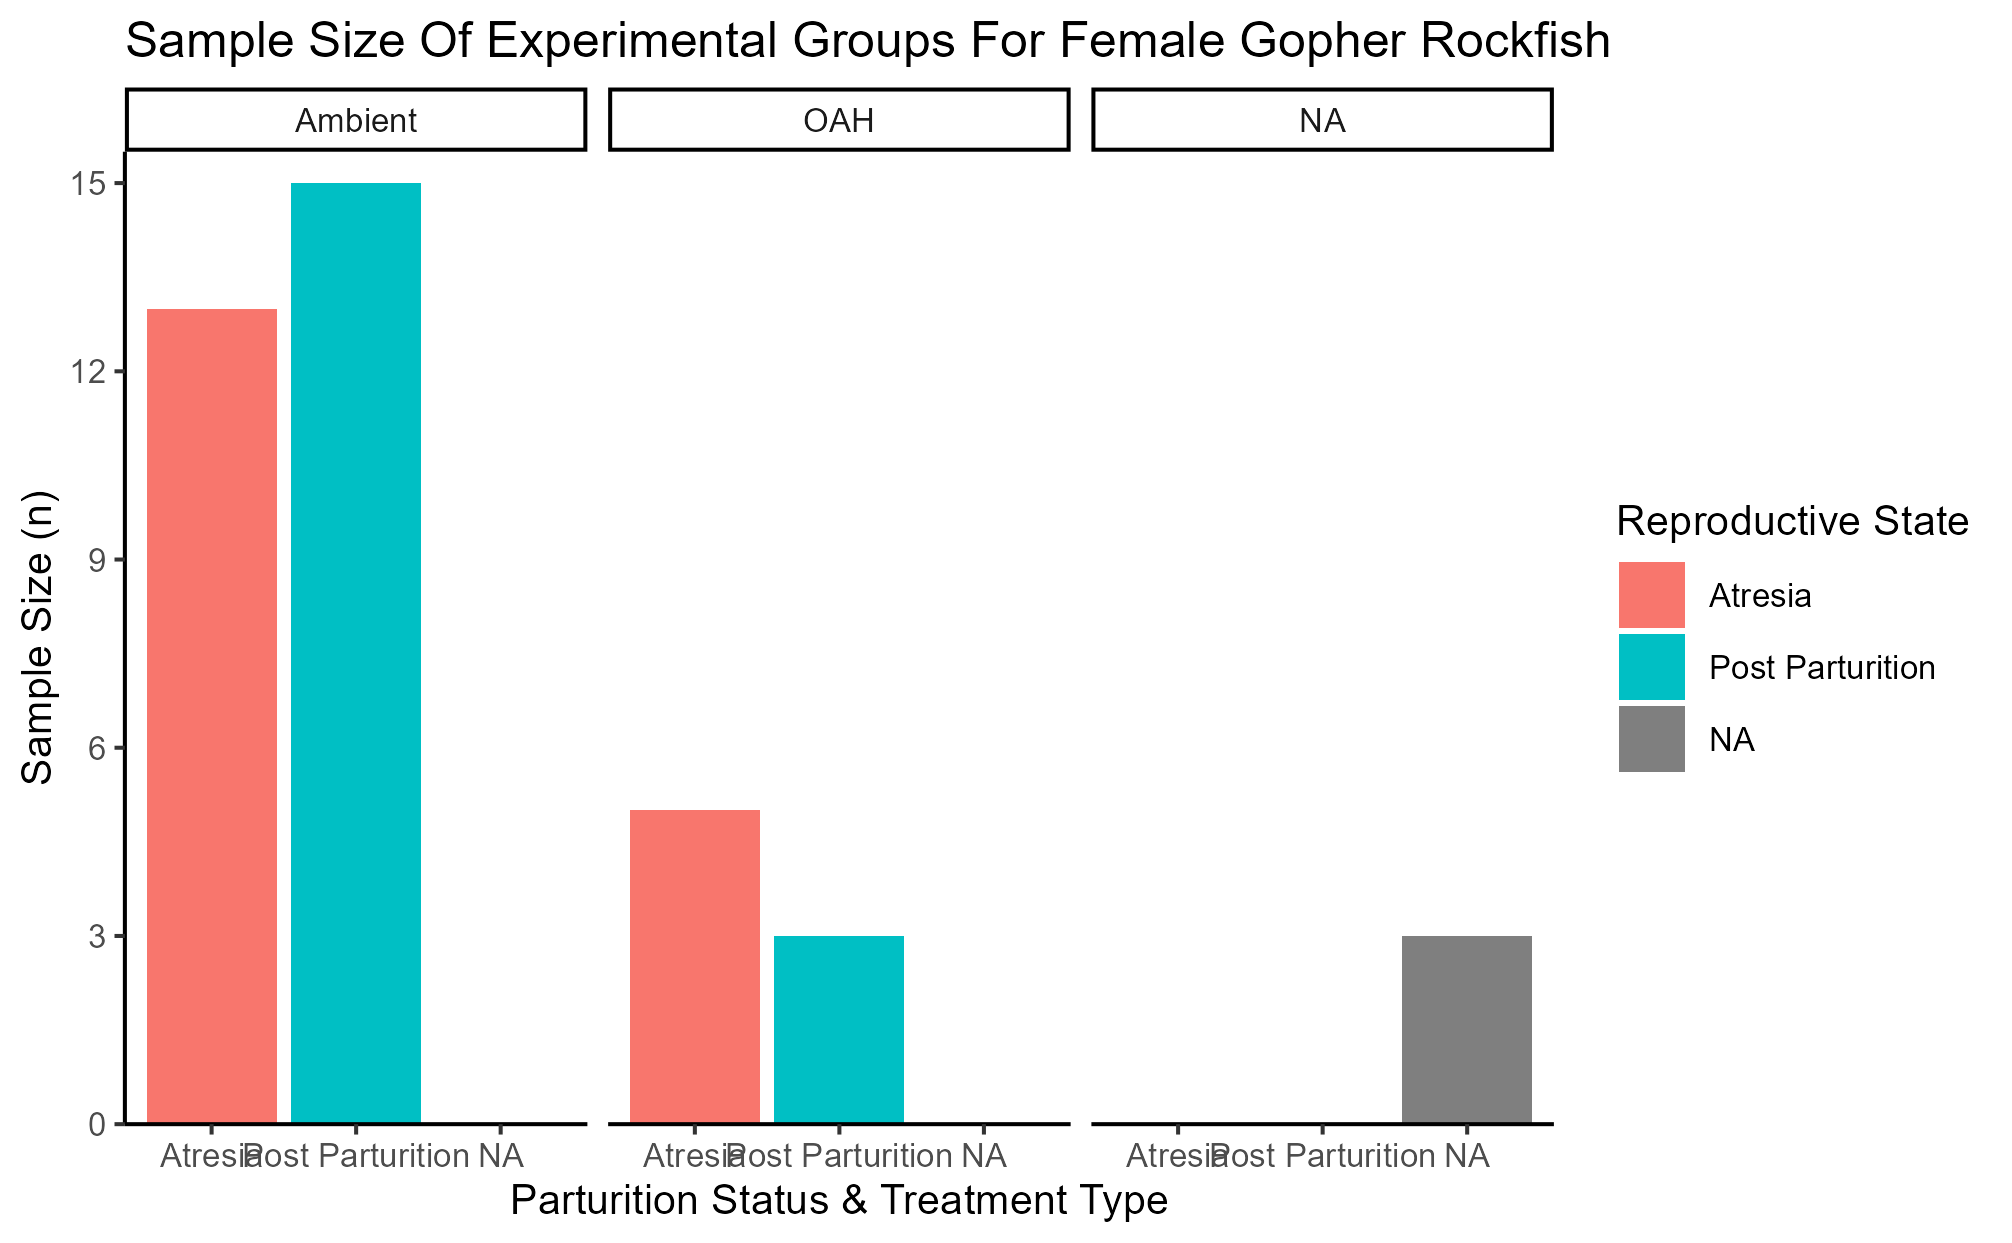 Sample Size Of Experimental Groups For Female Gopher Rockfish
Ambient
OAH
NA
15
12
9
6
3
0
Sample Size (n)
Atresia Post Parturition NA
Atresia Post Parturition NA
Atresia Post Parturition NA
Parturition Status & Treatment Type
Reproductive State
Atresia
Post Parturition
NA